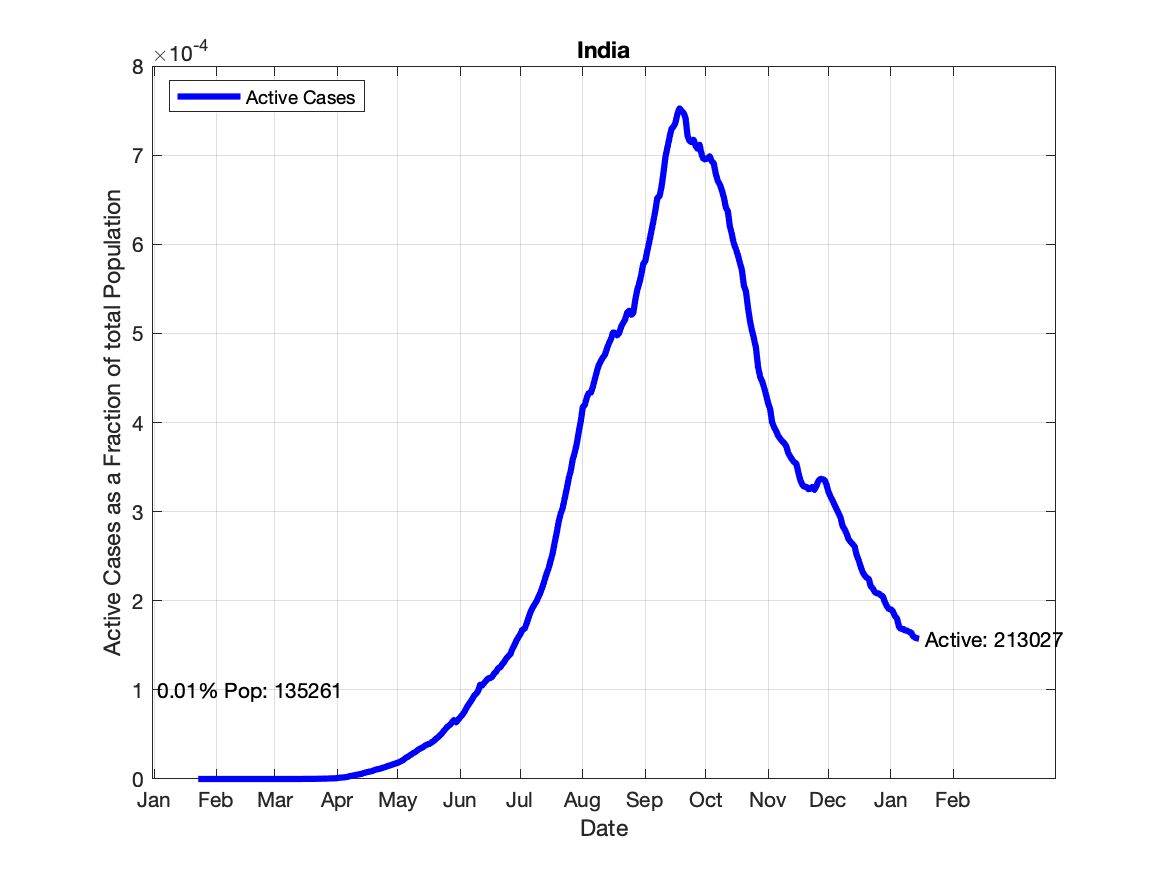 India
×10-4
Active Cases
8
7
6
5
4
3
2
1
0
Active Cases as a Fraction of total Population
0.01% Pop: 135261
Active: 213027
Jan Feb Mar Apr May Jun Jul Aug Sep Oct Nov Dec Jan Feb
Date